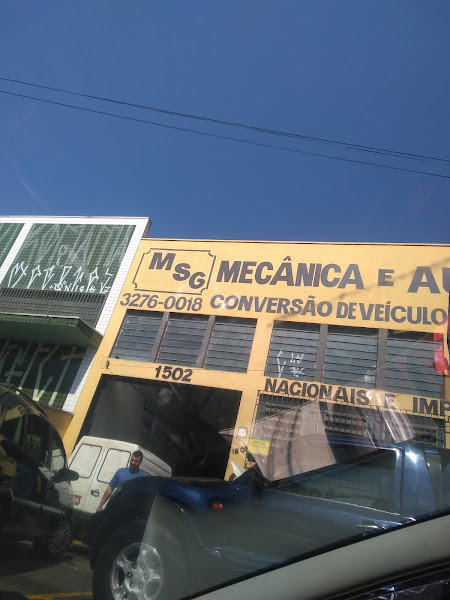 MSG MECÂNICA E AU
3276-0018 CONVERSÃO DE VEÍCULO
1502
NACIONAIS E IMP